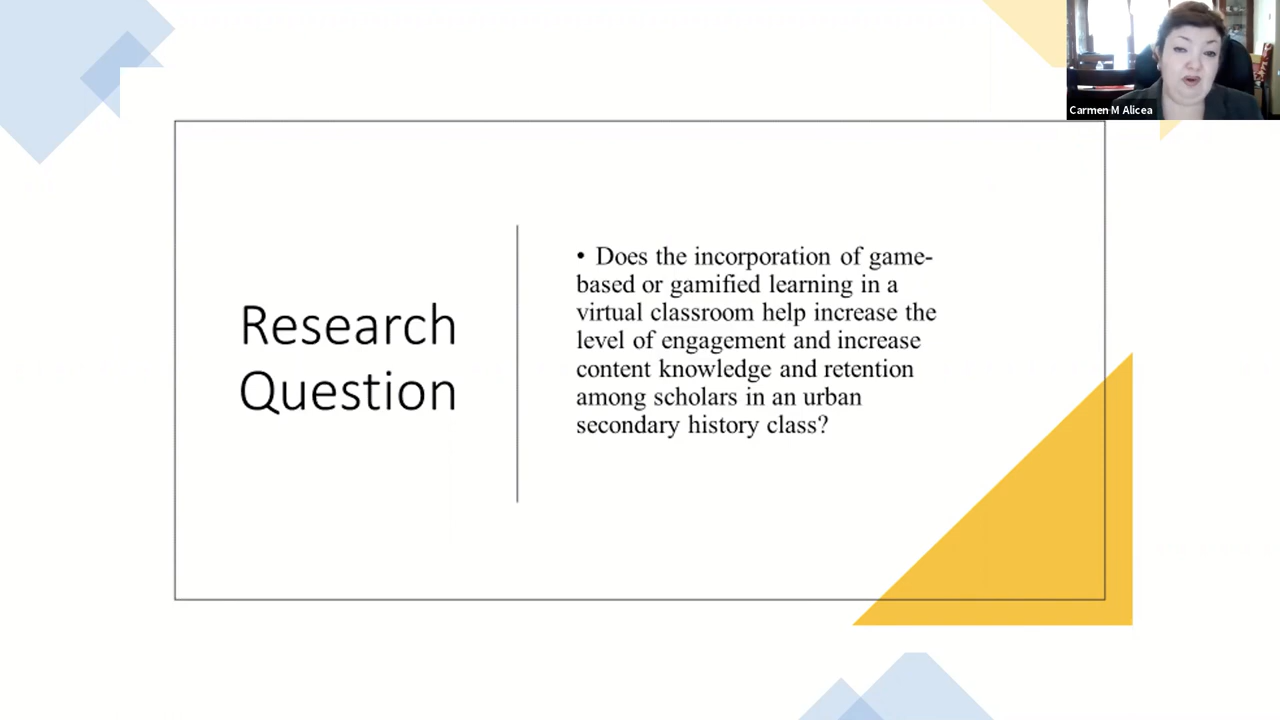 Carmen M Alicea
Research
Question
• Does the incorporation of game-
based or gamified learning in a
virtual classroom help increase the
level of engagement and increase
content knowledge and retention
among scholars in an urban
secondary history class?